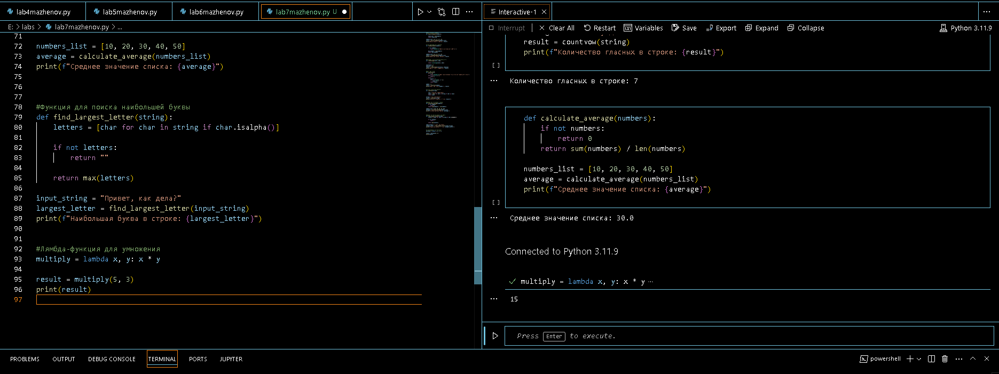 lab4mazhenov.py lab5mazhenov.py lab6mazhenov.py lab7mazhenov.py U
E: > labs > lab7mazhenov.py > ...
71
72 numbers_list = [10, 20, 30, 40, 50]
73 average = calculate_average(numbers_list)
74 print(f"Среднее значение списка: {average}")
75
76
77
78 #Функция для поиска наибольшей буквы
79 def find_largest_letter(string):
80 letters = [char for char in string if char.isalpha()]
81
82 if not letters:
83 return ""
84
85 return max(letters)
86
87 input_string = "Привет, как дела?"
88 largest_letter = find_largest_letter(input_string)
89 print(f"Наибольшая буква в строке: {largest_letter}")
90
91
92 #Лямбда-функция для умножения
93 multiply = lambda x, y: x * y
94
95 result = multiply(5, 3)
96 print(result)
97
Interactive-1
Interrupt Clear All Restart Variables Save Export Expand Collapse Python 3.11.9
result = countvow(string)
print(f"Количество гласных в строке: {result}")
[ ]
Количество гласных в строке: 7
def calculate_average(numbers):
if not numbers:
return 0
return sum(numbers) / len(numbers)
numbers_list = [10, 20, 30, 40, 50]
average = calculate_average(numbers_list)
print(f"Среднее значение списка: {average}")
[ ]
Среднее значение списка: 30.0
Connected to Python 3.11.9
multiply = lambda x, y: x * y ...
15
Press Enter to execute.
PROBLEMS OUTPUT DEBUG CONSOLE TERMINAL PORTS JUPYTER
powershell